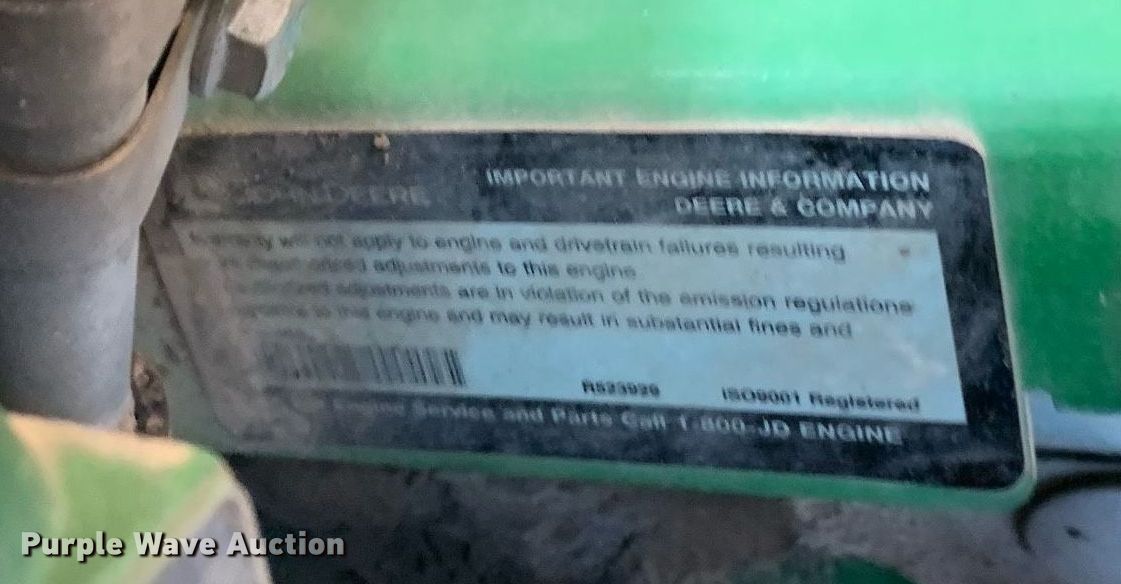 JOHN DEERE
IMPORTANT ENGINE INFORMATION
DEERE & COMPANY
Warranty will not apply to engine and drivetrain failures resulting
adjustments to this engine
adjustments are in violation of the emission regulations
to this engine and may result in substantial fines and
R523929
ISO9001 Registered
Engine Service and Parts Call 1-800-JD ENGINE
Purple Wave Auction